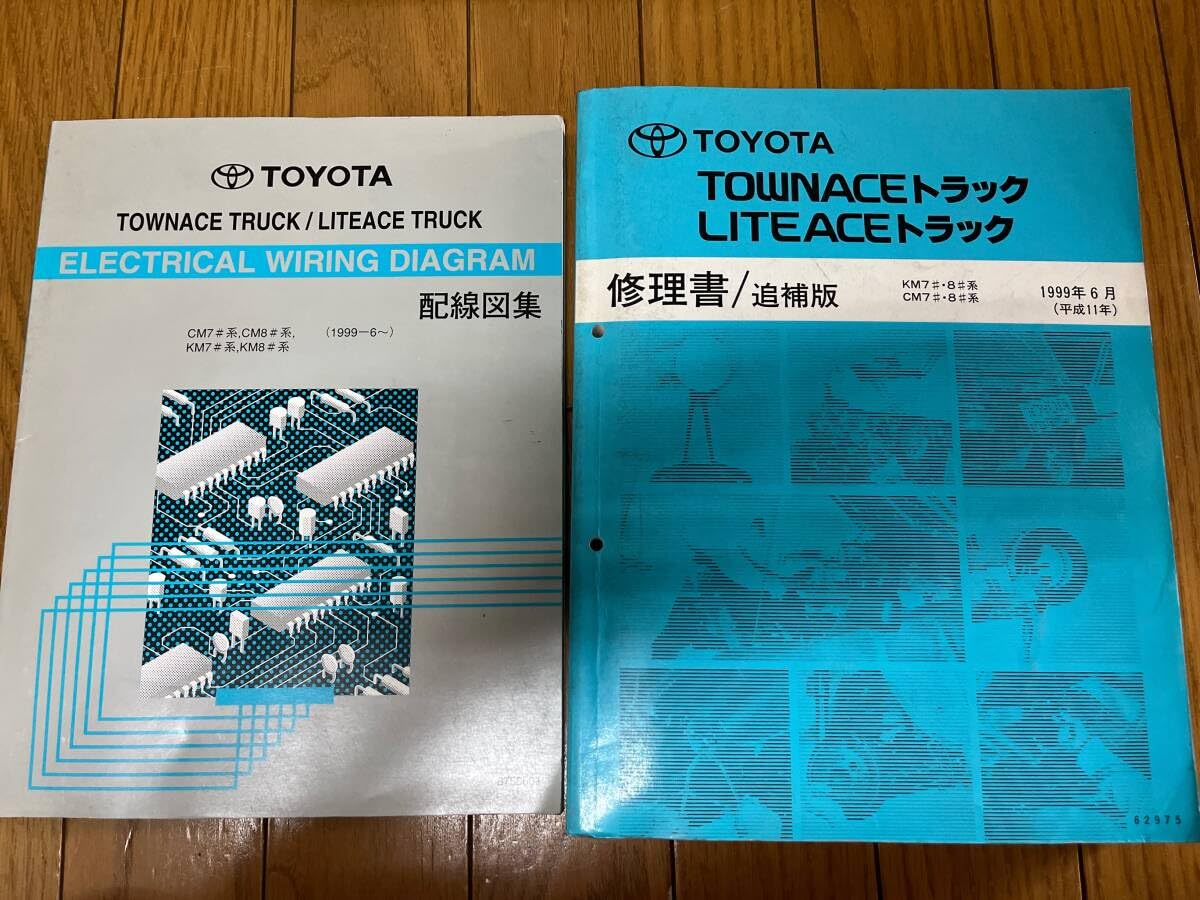 TOYOTA
TOWNACE TRUCK / LITEACE TRUCK
ELECTRICAL WIRING DIAGRAM
配線図集
CM7#系,CM8#系, (1999-6~)
KM7#系,KM8#系
TOYOTA
TOWNACEトラック
LITEACEトラック
修理書/追補版
KM7#・8#系
CM7#・8#系
1999年6月
(平成11年)
62975